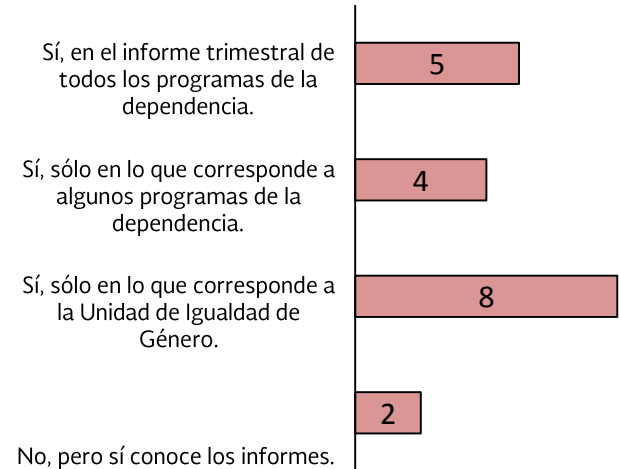 Sí, en el informe trimestral de
todos los programas de la
dependencia.
5
Sí, sólo en lo que corresponde a
algunos programas de la
dependencia.
4
Sí, sólo en lo que corresponde a
la Unidad de Igualdad de
Género.
8
2
No, pero sí conoce los informes.